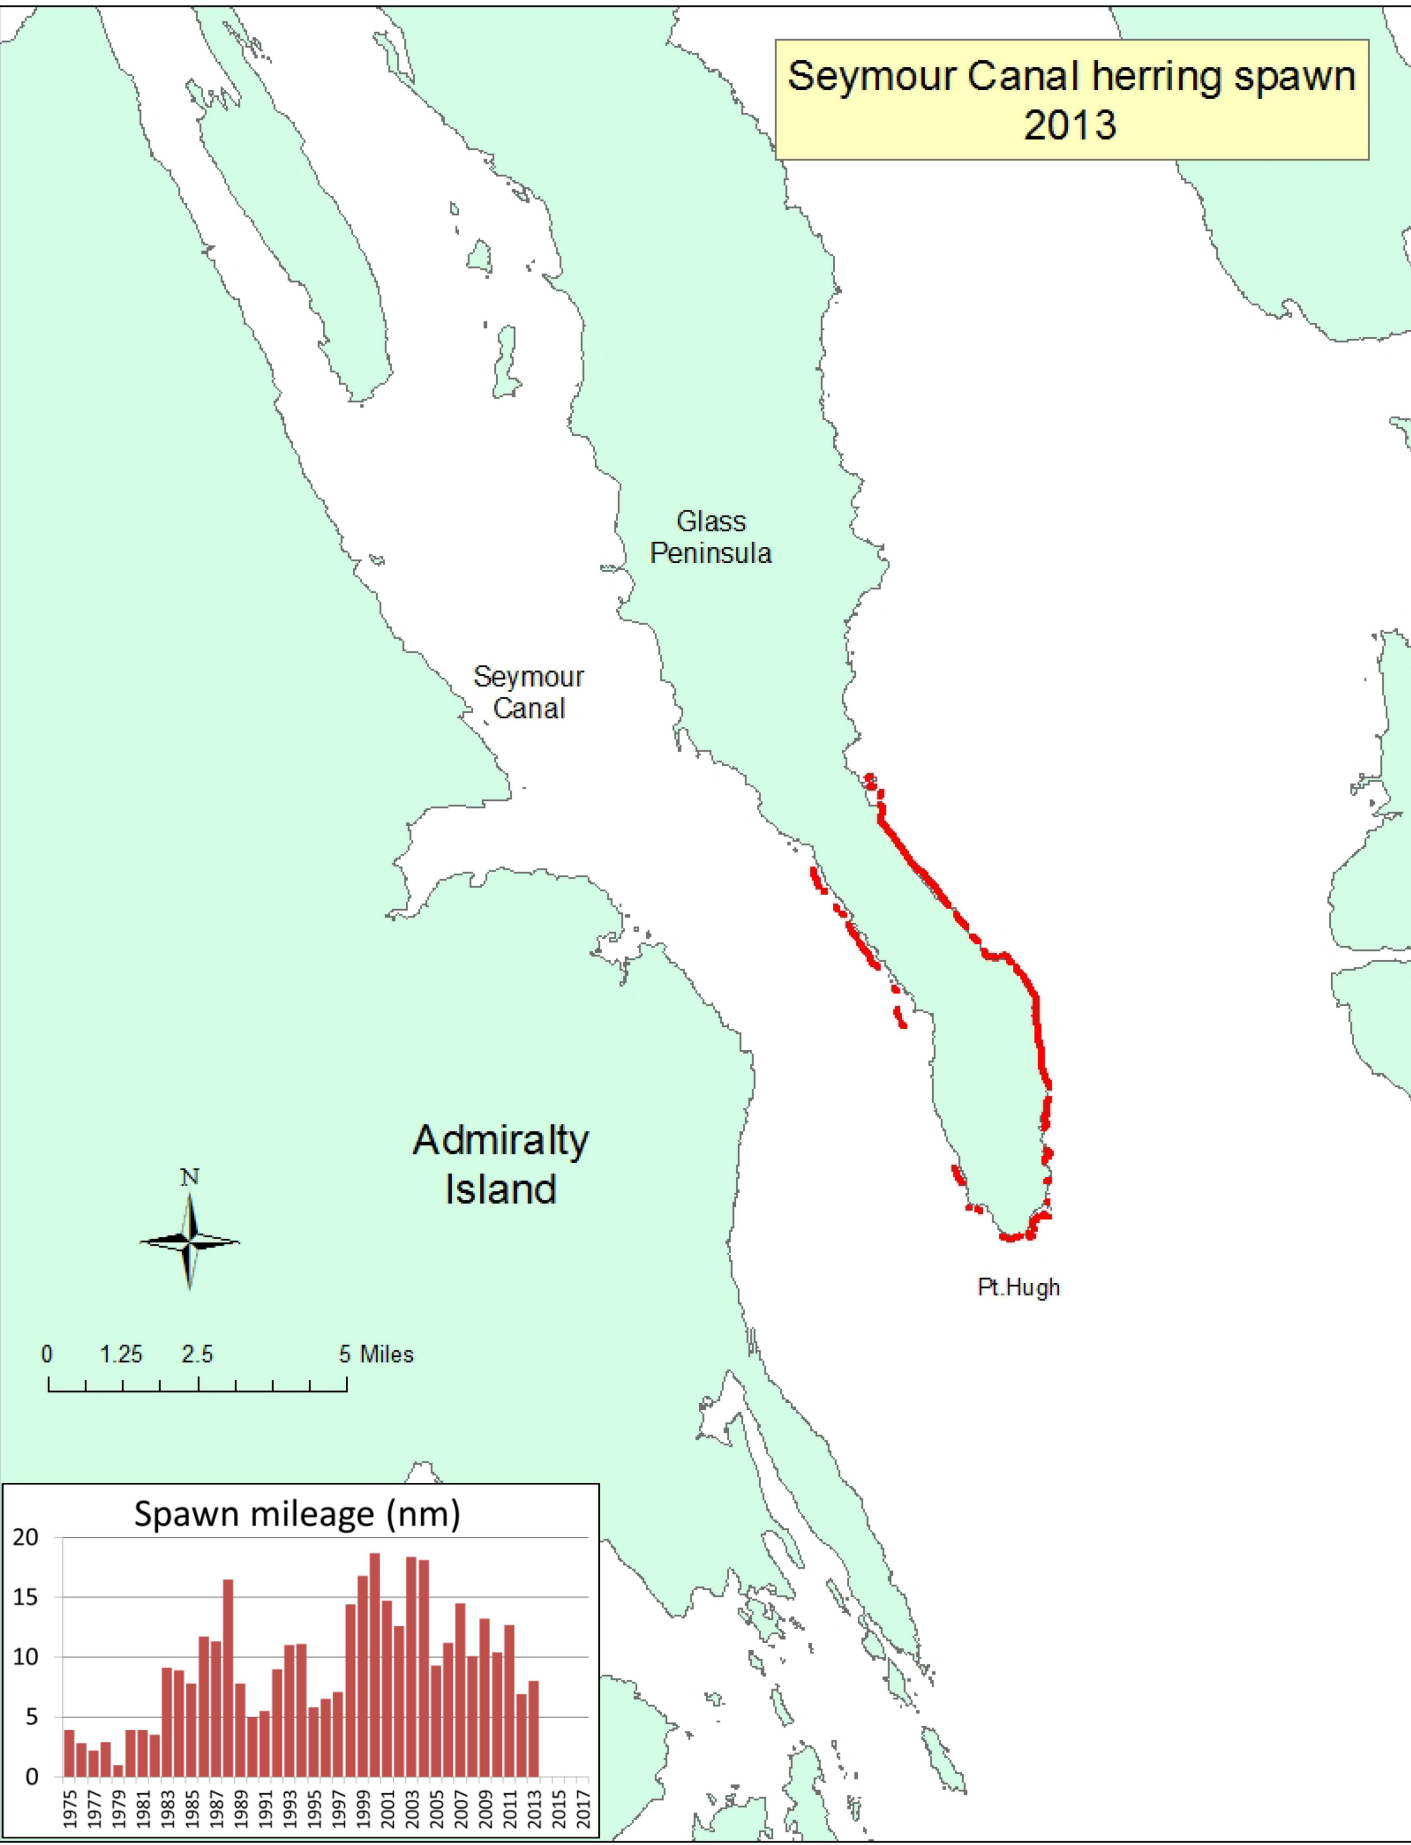 Seymour Canal herring spawn
2013
Glass
Peninsula
Seymour
Canal
Admiralty
Island
N
Pt.Hugh
0 1.25 2.5 5 Miles
Spawn mileage (nm)
20
15
10
5
0
1975 1977 1979 1981 1983 1985 1987 1989 1991 1993 1995 1997 1999 2001 2003 2005 2007 2009 2011 2013 2015 2017